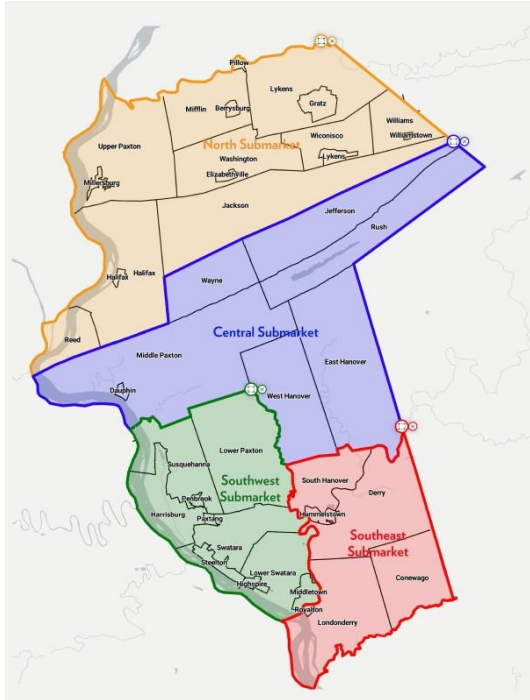 Pillow
Lykens
Mifflin
Berrysburg
Gratz
Williams
Upper Paxton
North Submarket
Wiconisco
Williamstown
Washington
Lykens
Millersburg
Elizabethville
Jackson
Jefferson
Rush
Halifax
Halifax
Wayne
Reed
Central Submarket
Middle Paxton
East Hanover
Dauphin
West Hanover
Lower Paxton
Susquehanna
Southwest
Submarket
South Hanover
Derry
Penbrook
Harrisburg
Paxtang
Hummelstown
Southeast
Submarket
Swatara
Steelton
Lower Swatara
Highspire
Conewago
Middletown
Royalton
Londonderry